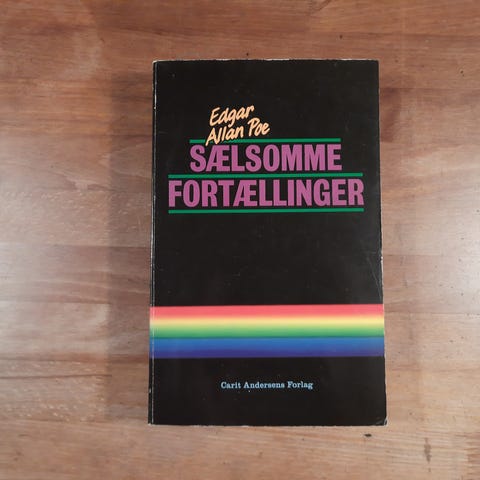 Edgar
Allan Poe
SÆLSOMME
FORTÆLLINGER
Carit Andersens Forlag